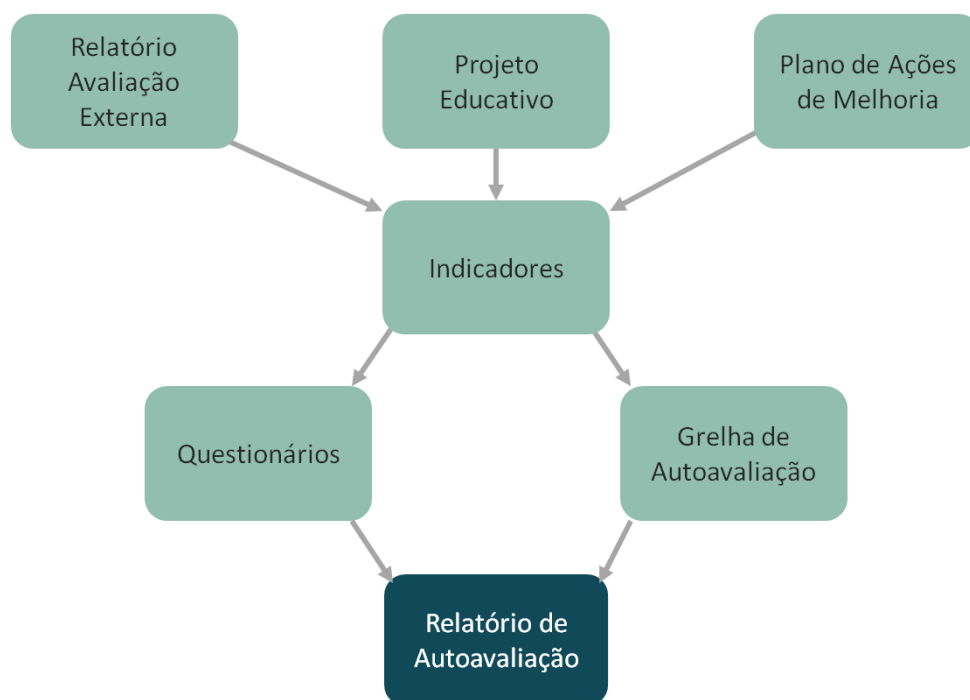 Relatório
Avaliação
Externa
Projeto
Educativo
Plano de Ações
de Melhoria
Indicadores
Questionários
Grelha de
Autoavaliação
Relatório de
Autoavaliação